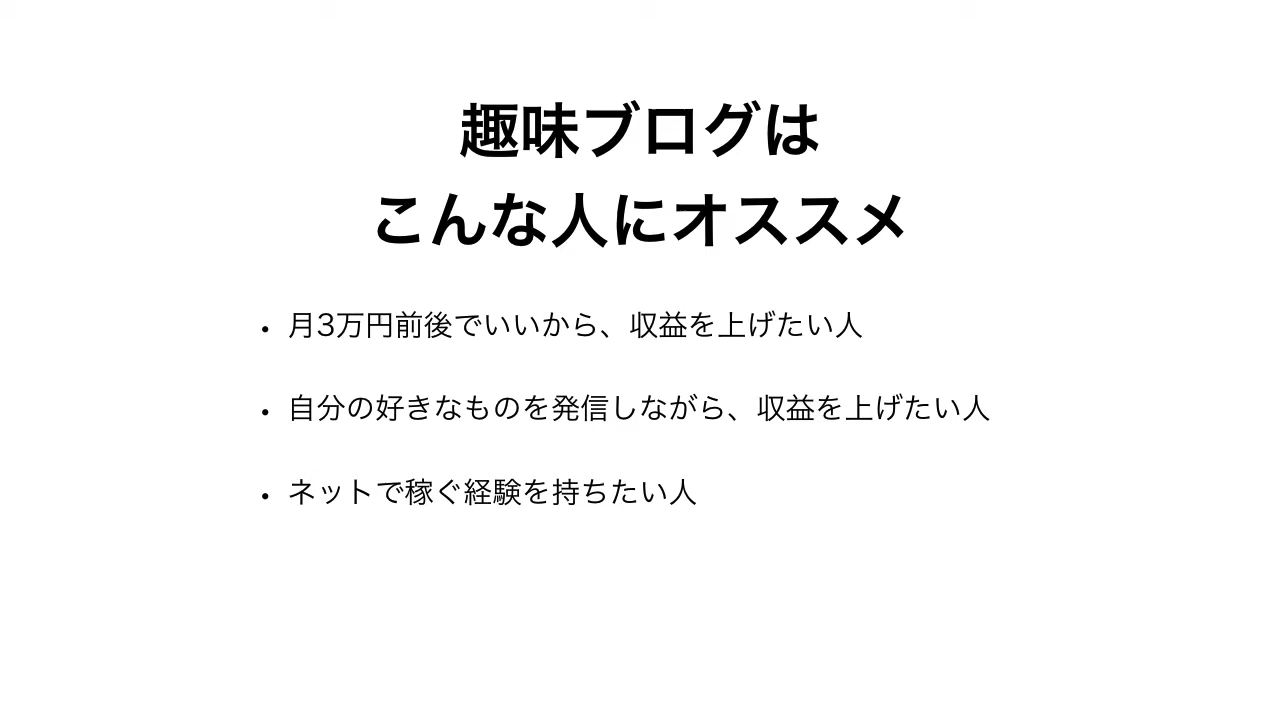 趣味ブログは
こんな人にオススメ
• 月3万円前後でいいから、収益を上げたい人
• 自分の好きなものを発信しながら、収益を上げたい人
• ネットで稼ぐ経験を持ちたい人